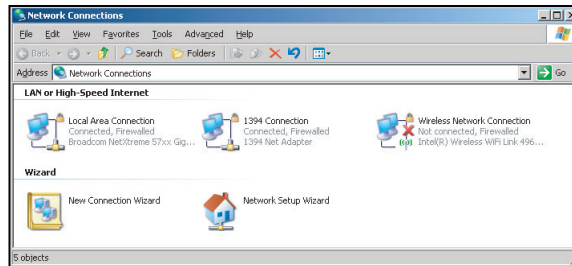 Network Connections
File Edit View Favorites Tools Advanced Help
Back Search Folders
Address Network Connections Go
LAN or High-Speed Internet
Local Area Connection
Connected, Firewalled
Broadcom NetXtreme 57xx Gig...
1394 Connection
Connected, Firewalled
1394 Net Adapter
Wireless Network Connection
Not connected, Firewalled
Intel(R) Wireless WiFi Link 496...
Wizard
New Connection Wizard
Network Setup Wizard
5 objects